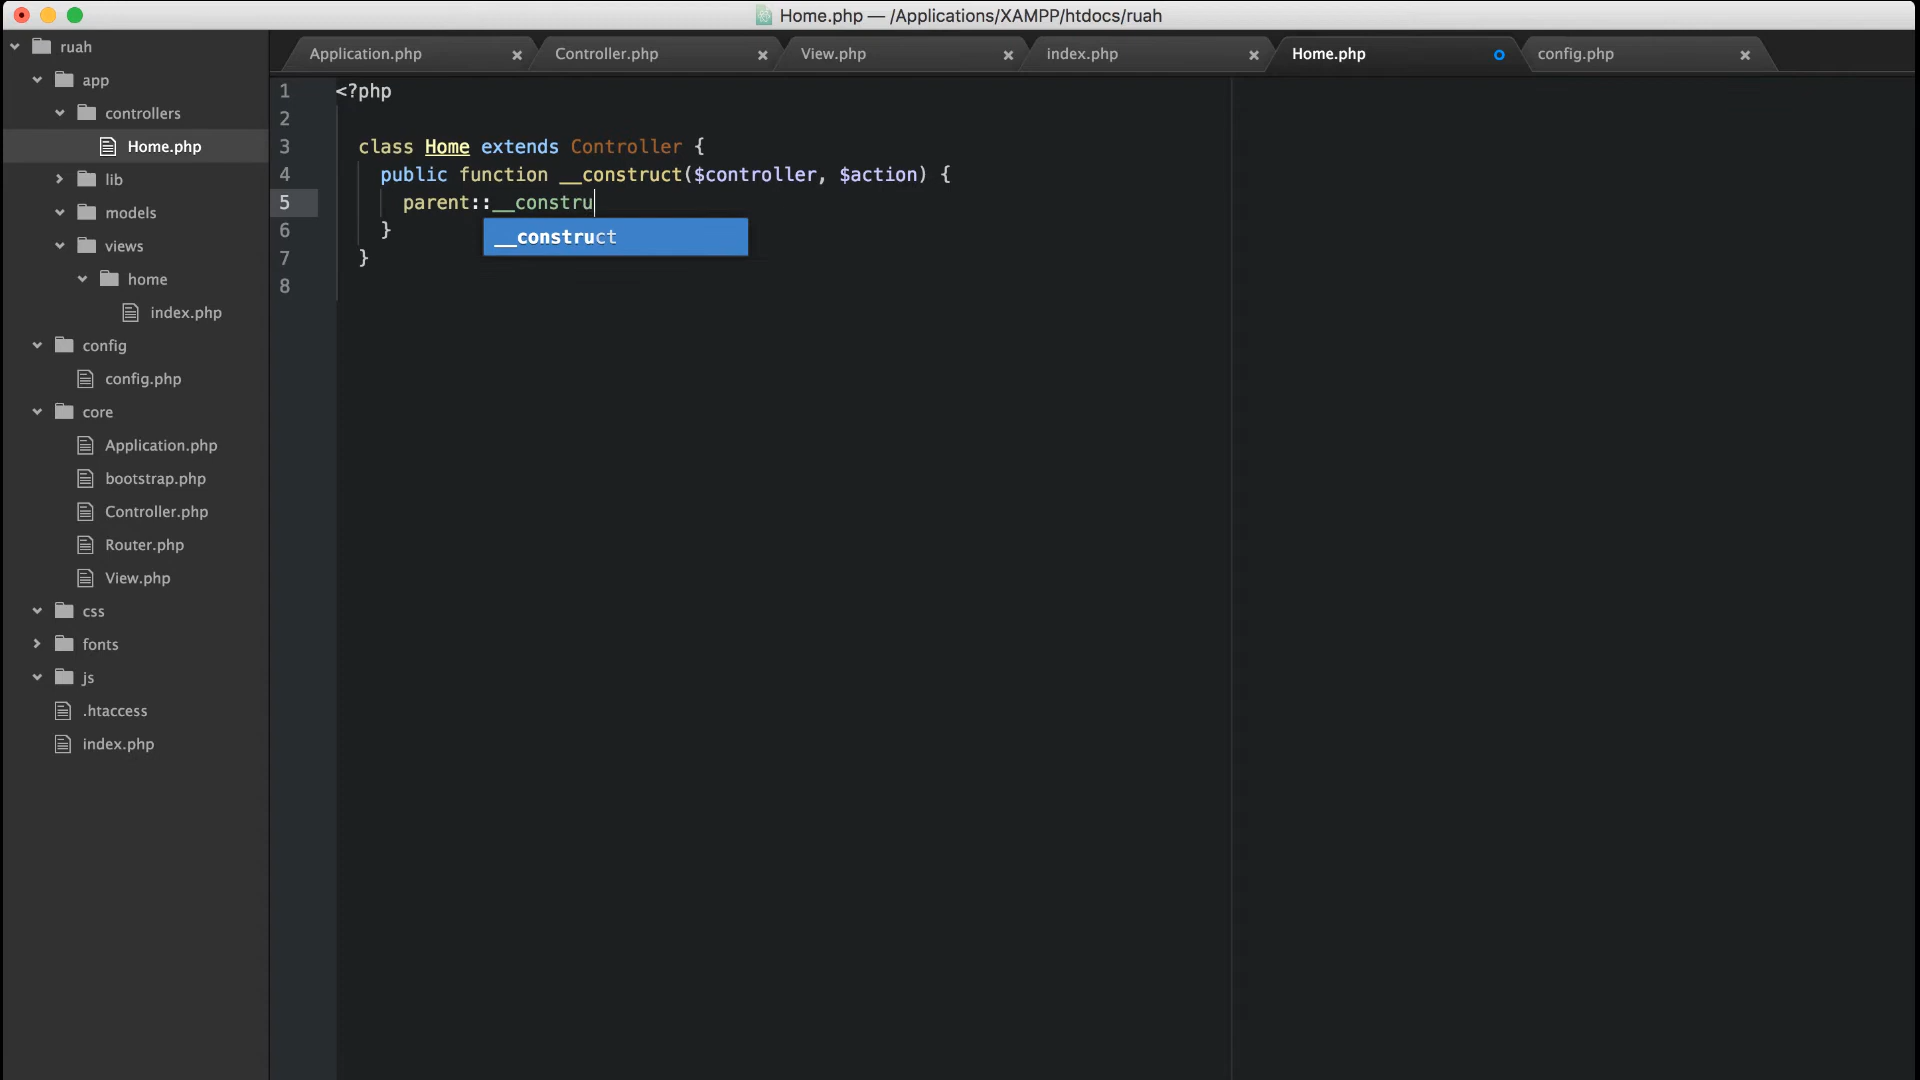 Home.php — /Applications/XAMPP/htdocs/ruah
ruah
app
controllers
Home.php
lib
models
views
home
index.php
config
config.php
core
Application.php
bootstrap.php
Controller.php
Router.php
View.php
css
fonts
js
.htaccess
index.php
Application.php
Controller.php
View.php
index.php
Home.php
config.php
1 <?php
2
3 class Home extends Controller {
4 public function __construct($controller, $action) {
5 parent::__constru
__construct
6 }
7 }
8